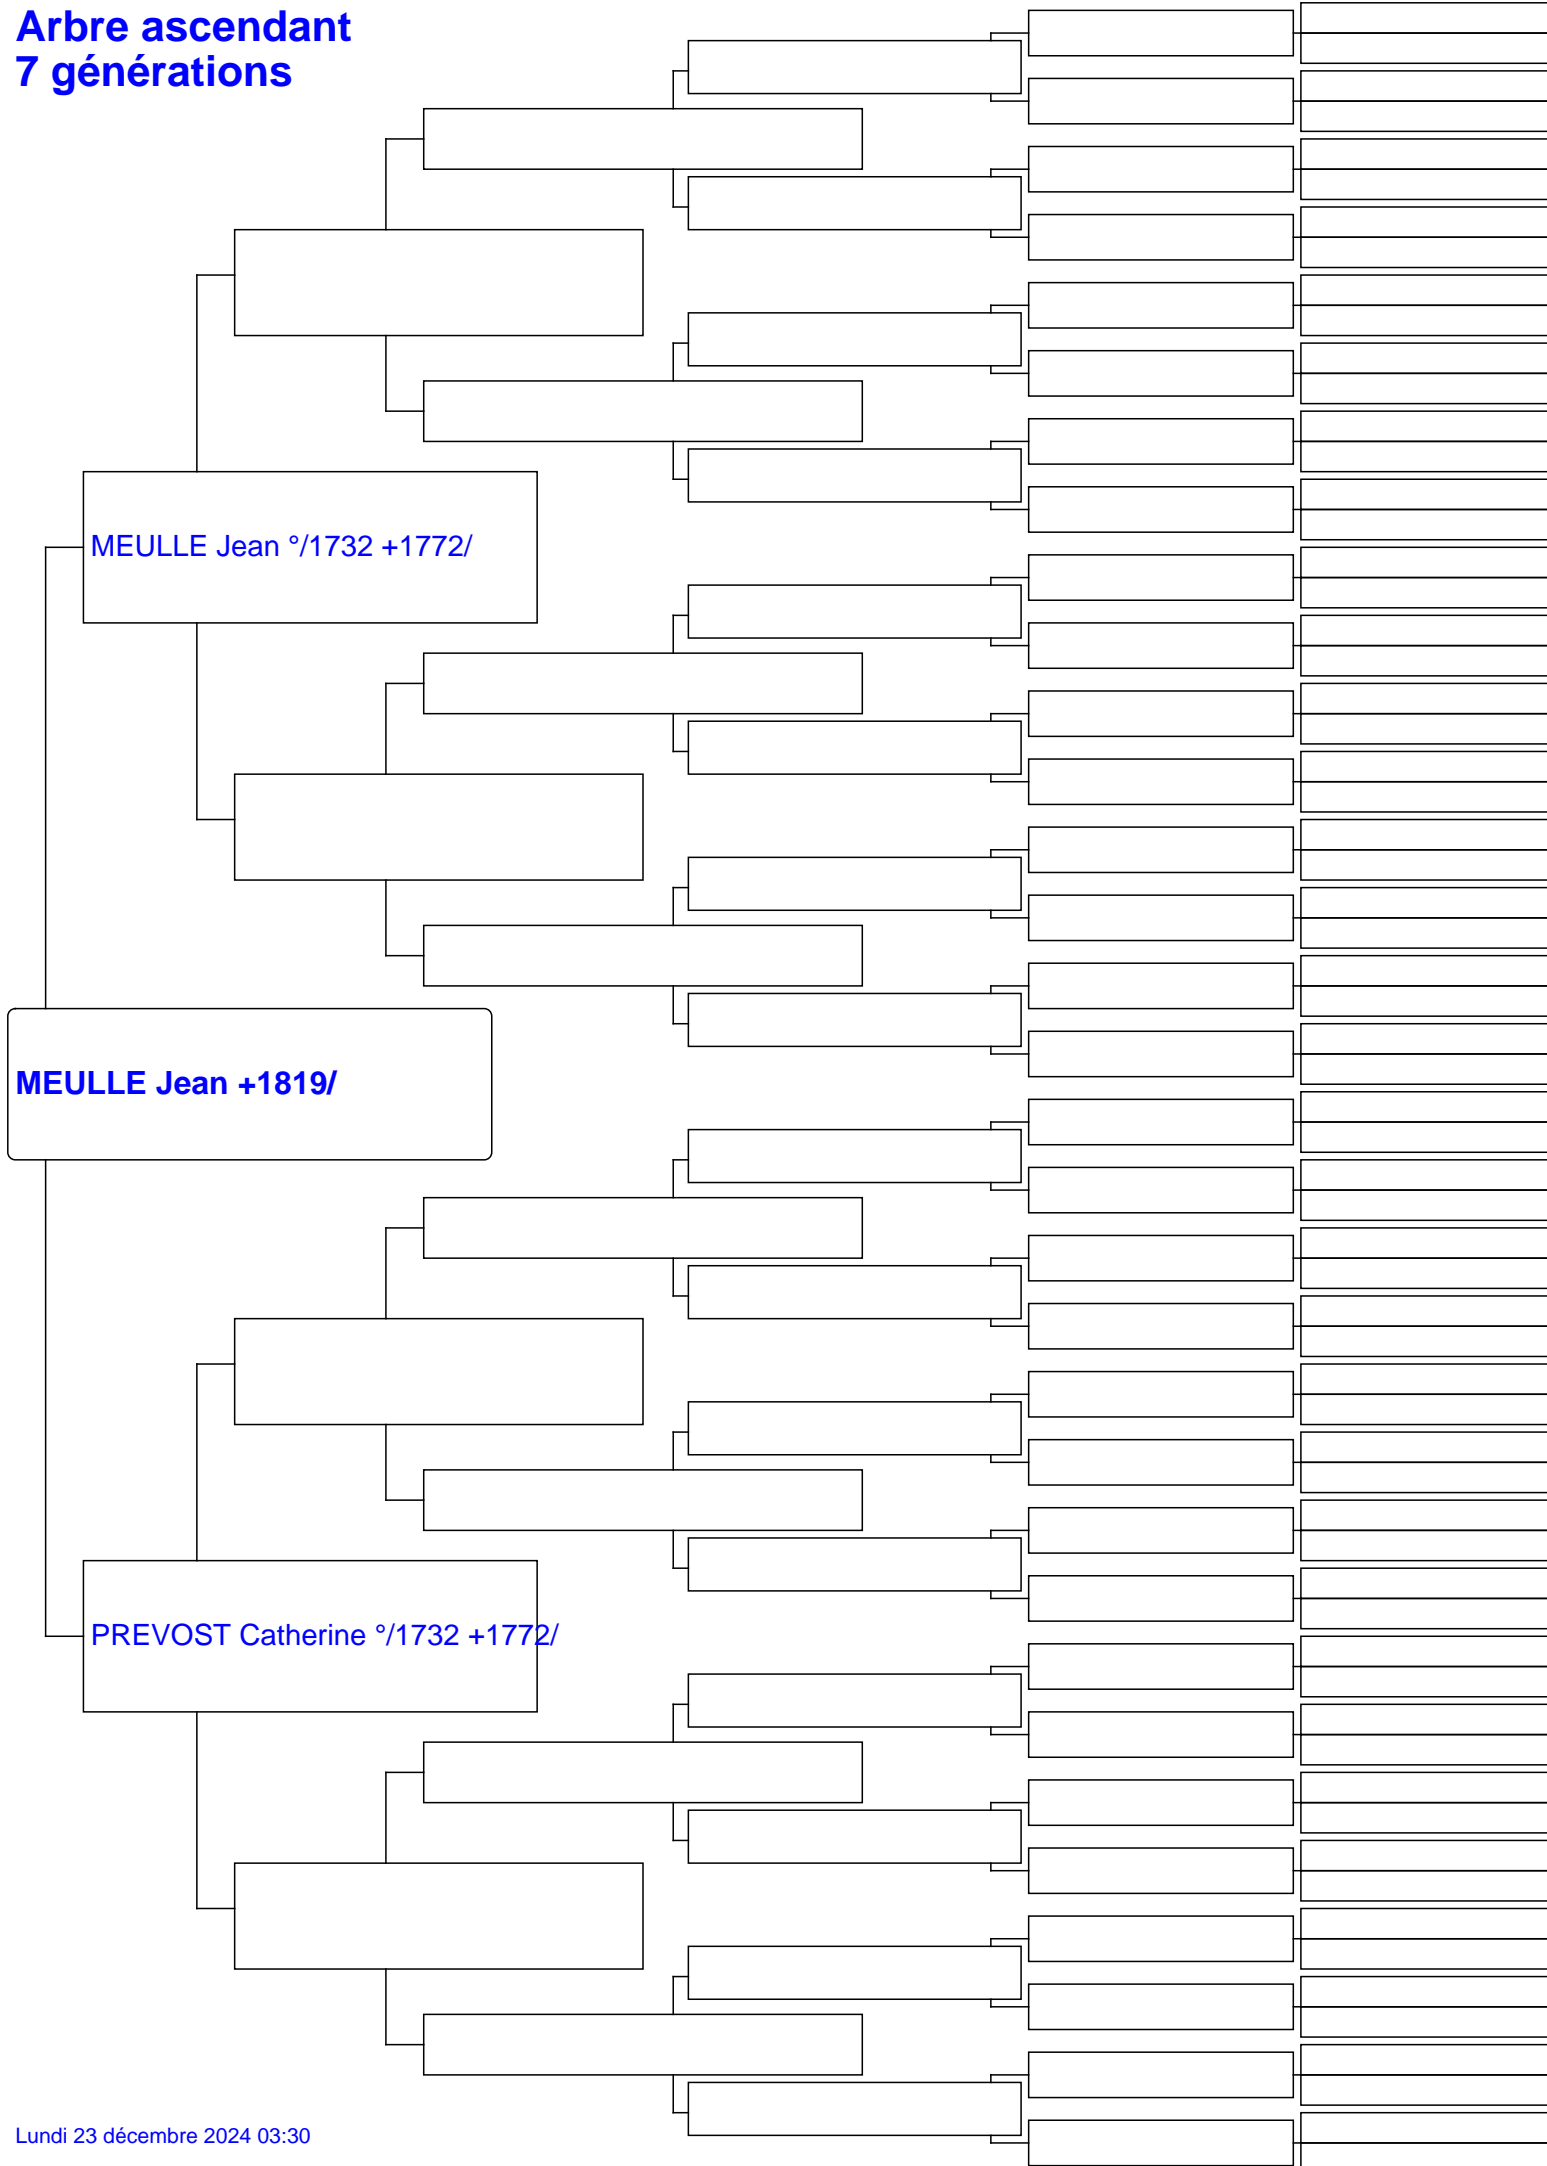 Arbre ascendant
7 générations
MEULLE Jean °/1732 +1772/
MEULLE Jean +1819/
PREVOST Catherine °/1732 +1772/
Lundi 23 décembre 2024 03:30